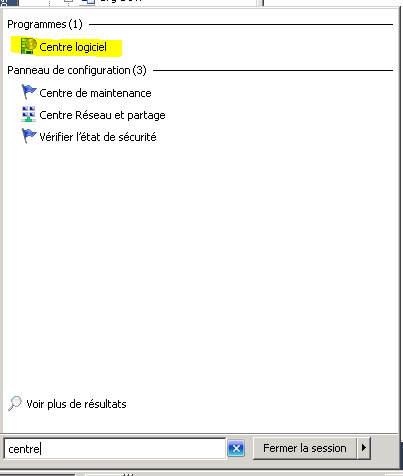 Programmes (1)
Centre logiciel
Panneau de configuration (3)
Centre de maintenance
Centre Réseau et partage
Vérifier l'état de sécurité
Voir plus de résultats
centre
Fermer la session